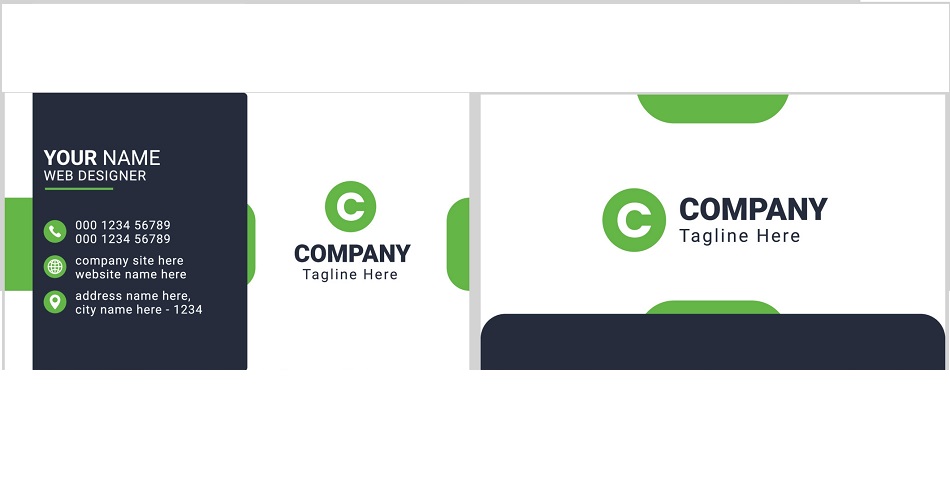 YOUR NAME
WEB DESIGNER
000 1234 56789
000 1234 56789
company site here
website name here
address name here,
city name here - 1234
C
COMPANY
Tagline Here
C
COMPANY
Tagline Here